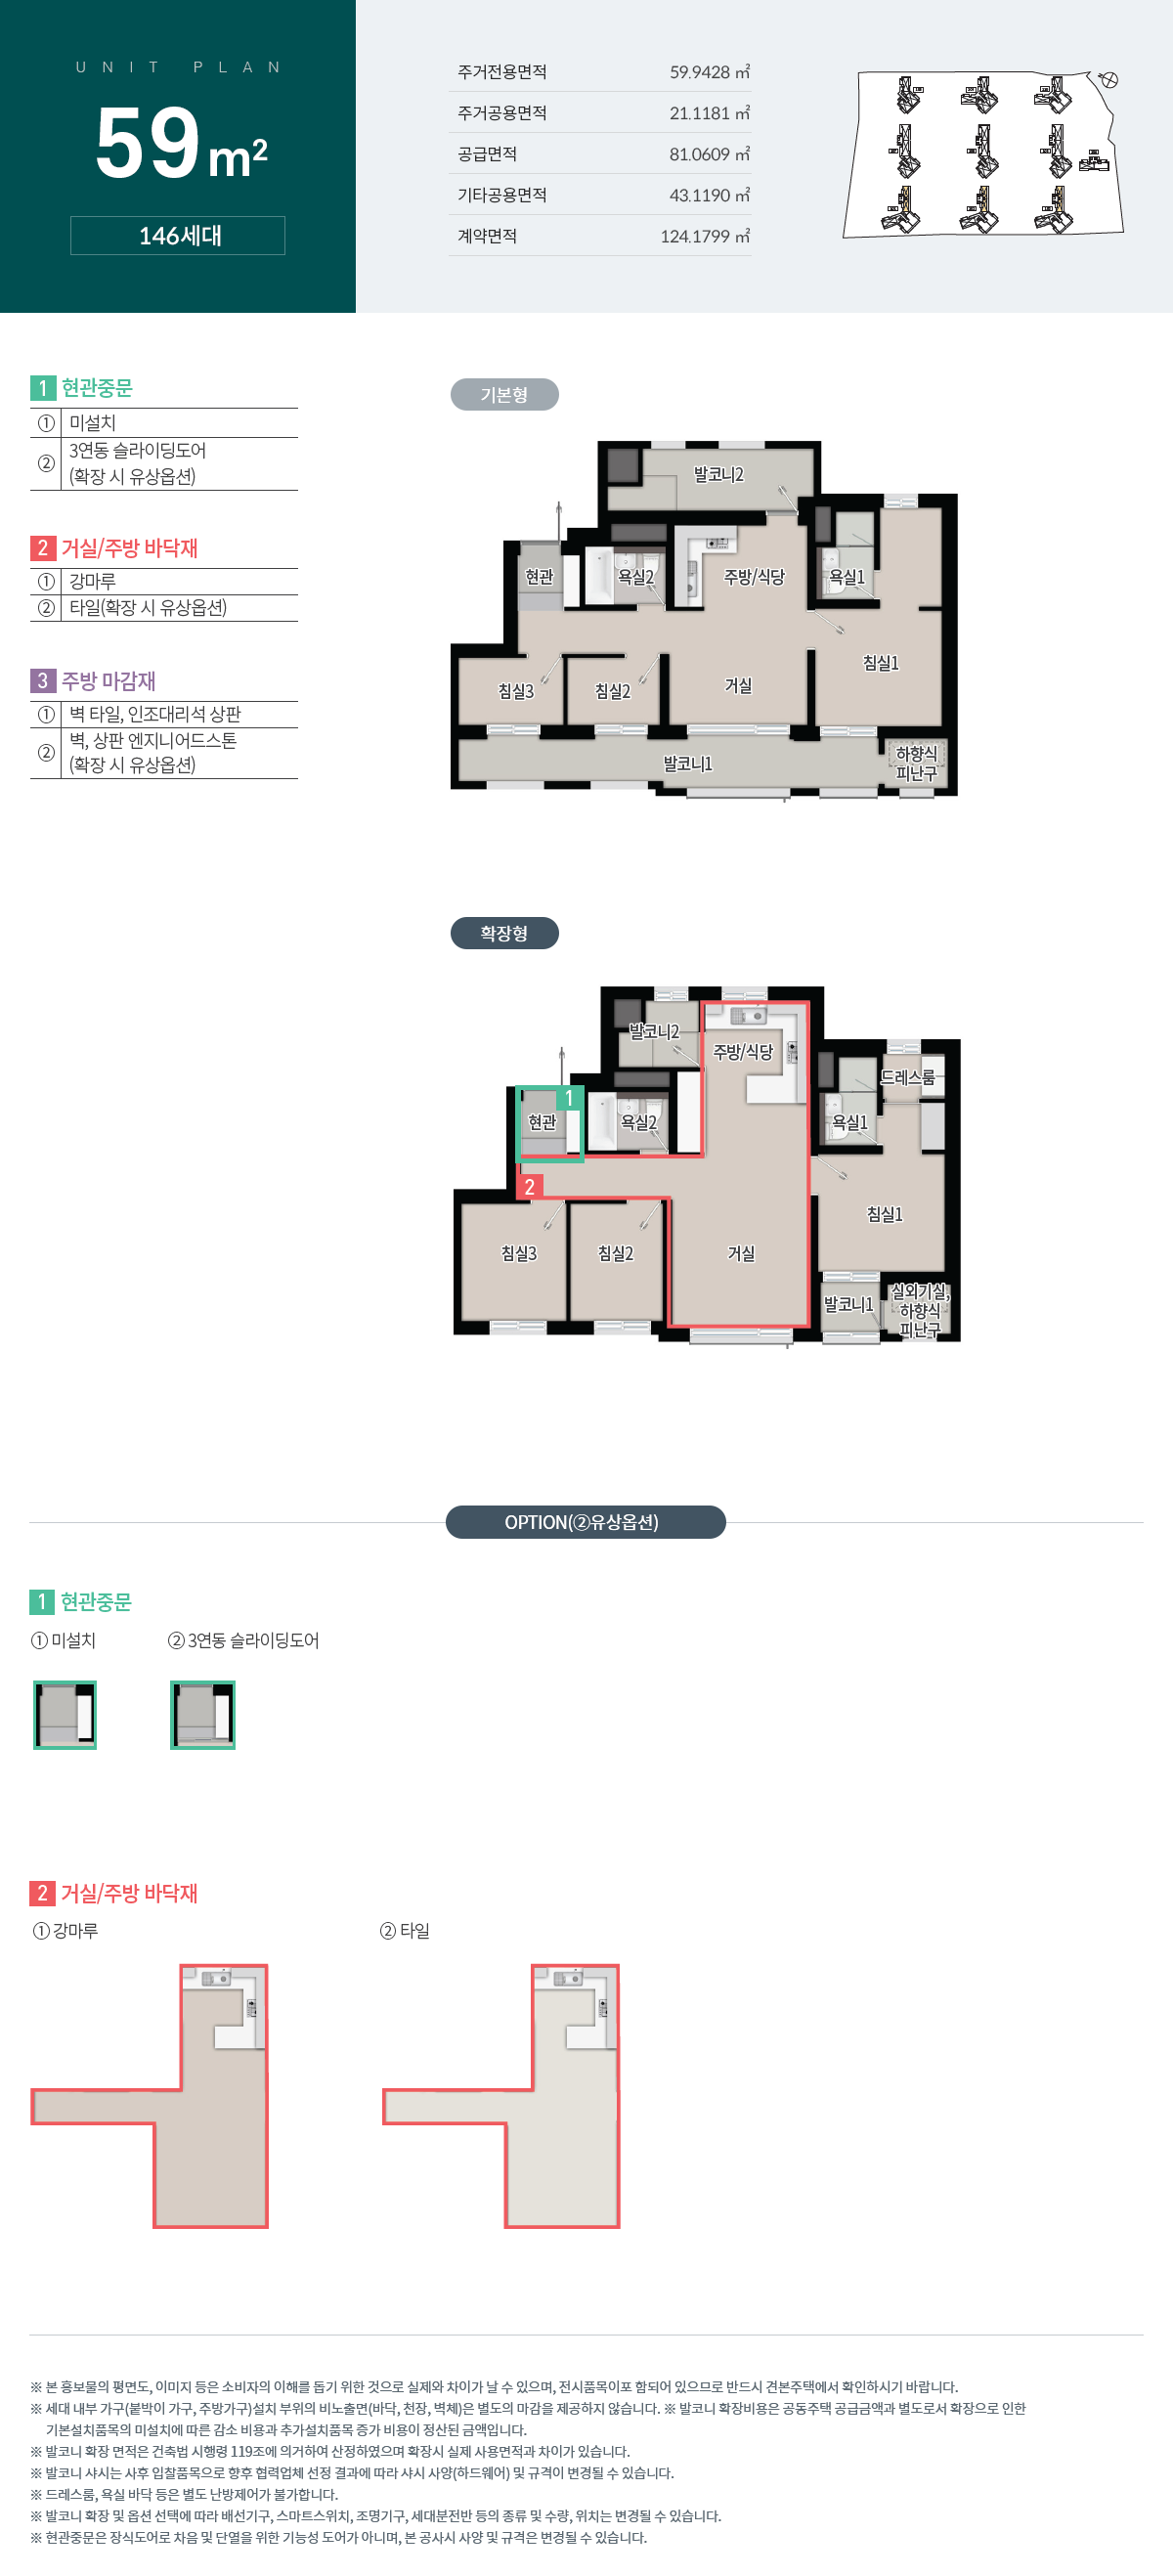 UNIT PLAN
59m²
146세대
주거전용면적 59.9428 ㎡
주거공용면적 21.1181 ㎡
공급면적 81.0609 ㎡
기타공용면적 43.1190 ㎡
계약면적 124.1799 ㎡
1 현관중문
① 미설치
② 3연동 슬라이딩도어
(확장 시 유상옵션)
2 거실/주방 바닥재
① 강마루
② 타일(확장 시 유상옵션)
3 주방 마감재
① 벽 타일, 인조대리석 상판
② 벽, 상판 엔지니어드스톤
(확장 시 유상옵션)
기본형
발코니2
현관
욕실2
주방/식당
욕실1
침실3
침실2
거실
침실1
발코니1
하향식
피난구
확장형
발코니2
주방/식당
드레스룸
1
현관
욕실2
욕실1
2
침실3
침실2
거실
침실1
발코니1
실외기실,
하향식
피난구
OPTION(②유상옵션)
1 현관중문
① 미설치
② 3연동 슬라이딩도어
2 거실/주방 바닥재
① 강마루
② 타일
※ 본 홍보물의 평면도, 이미지 등은 소비자의 이해를 돕기 위한 것으로 실제와 차이가 날 수 있으며, 전시품목이포 함되어 있으므로 반드시 견본주택에서 확인하시기 바랍니다.
※ 세대 내부 가구(붙박이 가구, 주방가구)설치 부위의 비노출면(바닥, 천장, 벽체)은 별도의 마감을 제공하지 않습니다. ※ 발코니 확장비용은 공동주택 공급금액과 별도로서 확장으로 인한
기본설치품목의 미설치에 따른 감소 비용과 추가설치품목 증가 비용이 정산된 금액입니다.
※ 발코니 확장 면적은 건축법 시행령 119조에 의거하여 산정하였으며 확장시 실제 사용면적과 차이가 있습니다.
※ 발코니 샤시는 사후 입찰품목으로 향후 협력업체 선정 결과에 따라 샤시 사양(하드웨어) 및 규격이 변경될 수 있습니다.
※ 드레스룸, 욕실 바닥 등은 별도 난방제어가 불가합니다.
※ 발코니 확장 및 옵션 선택에 따라 배선기구, 스마트스위치, 조명기구, 세대분전반 등의 종류 및 수량, 위치는 변경될 수 있습니다.
※ 현관중문은 장식도어로 차음 및 단열을 위한 기능성 도어가 아니며, 본 공사시 사양 및 규격은 변경될 수 있습니다.